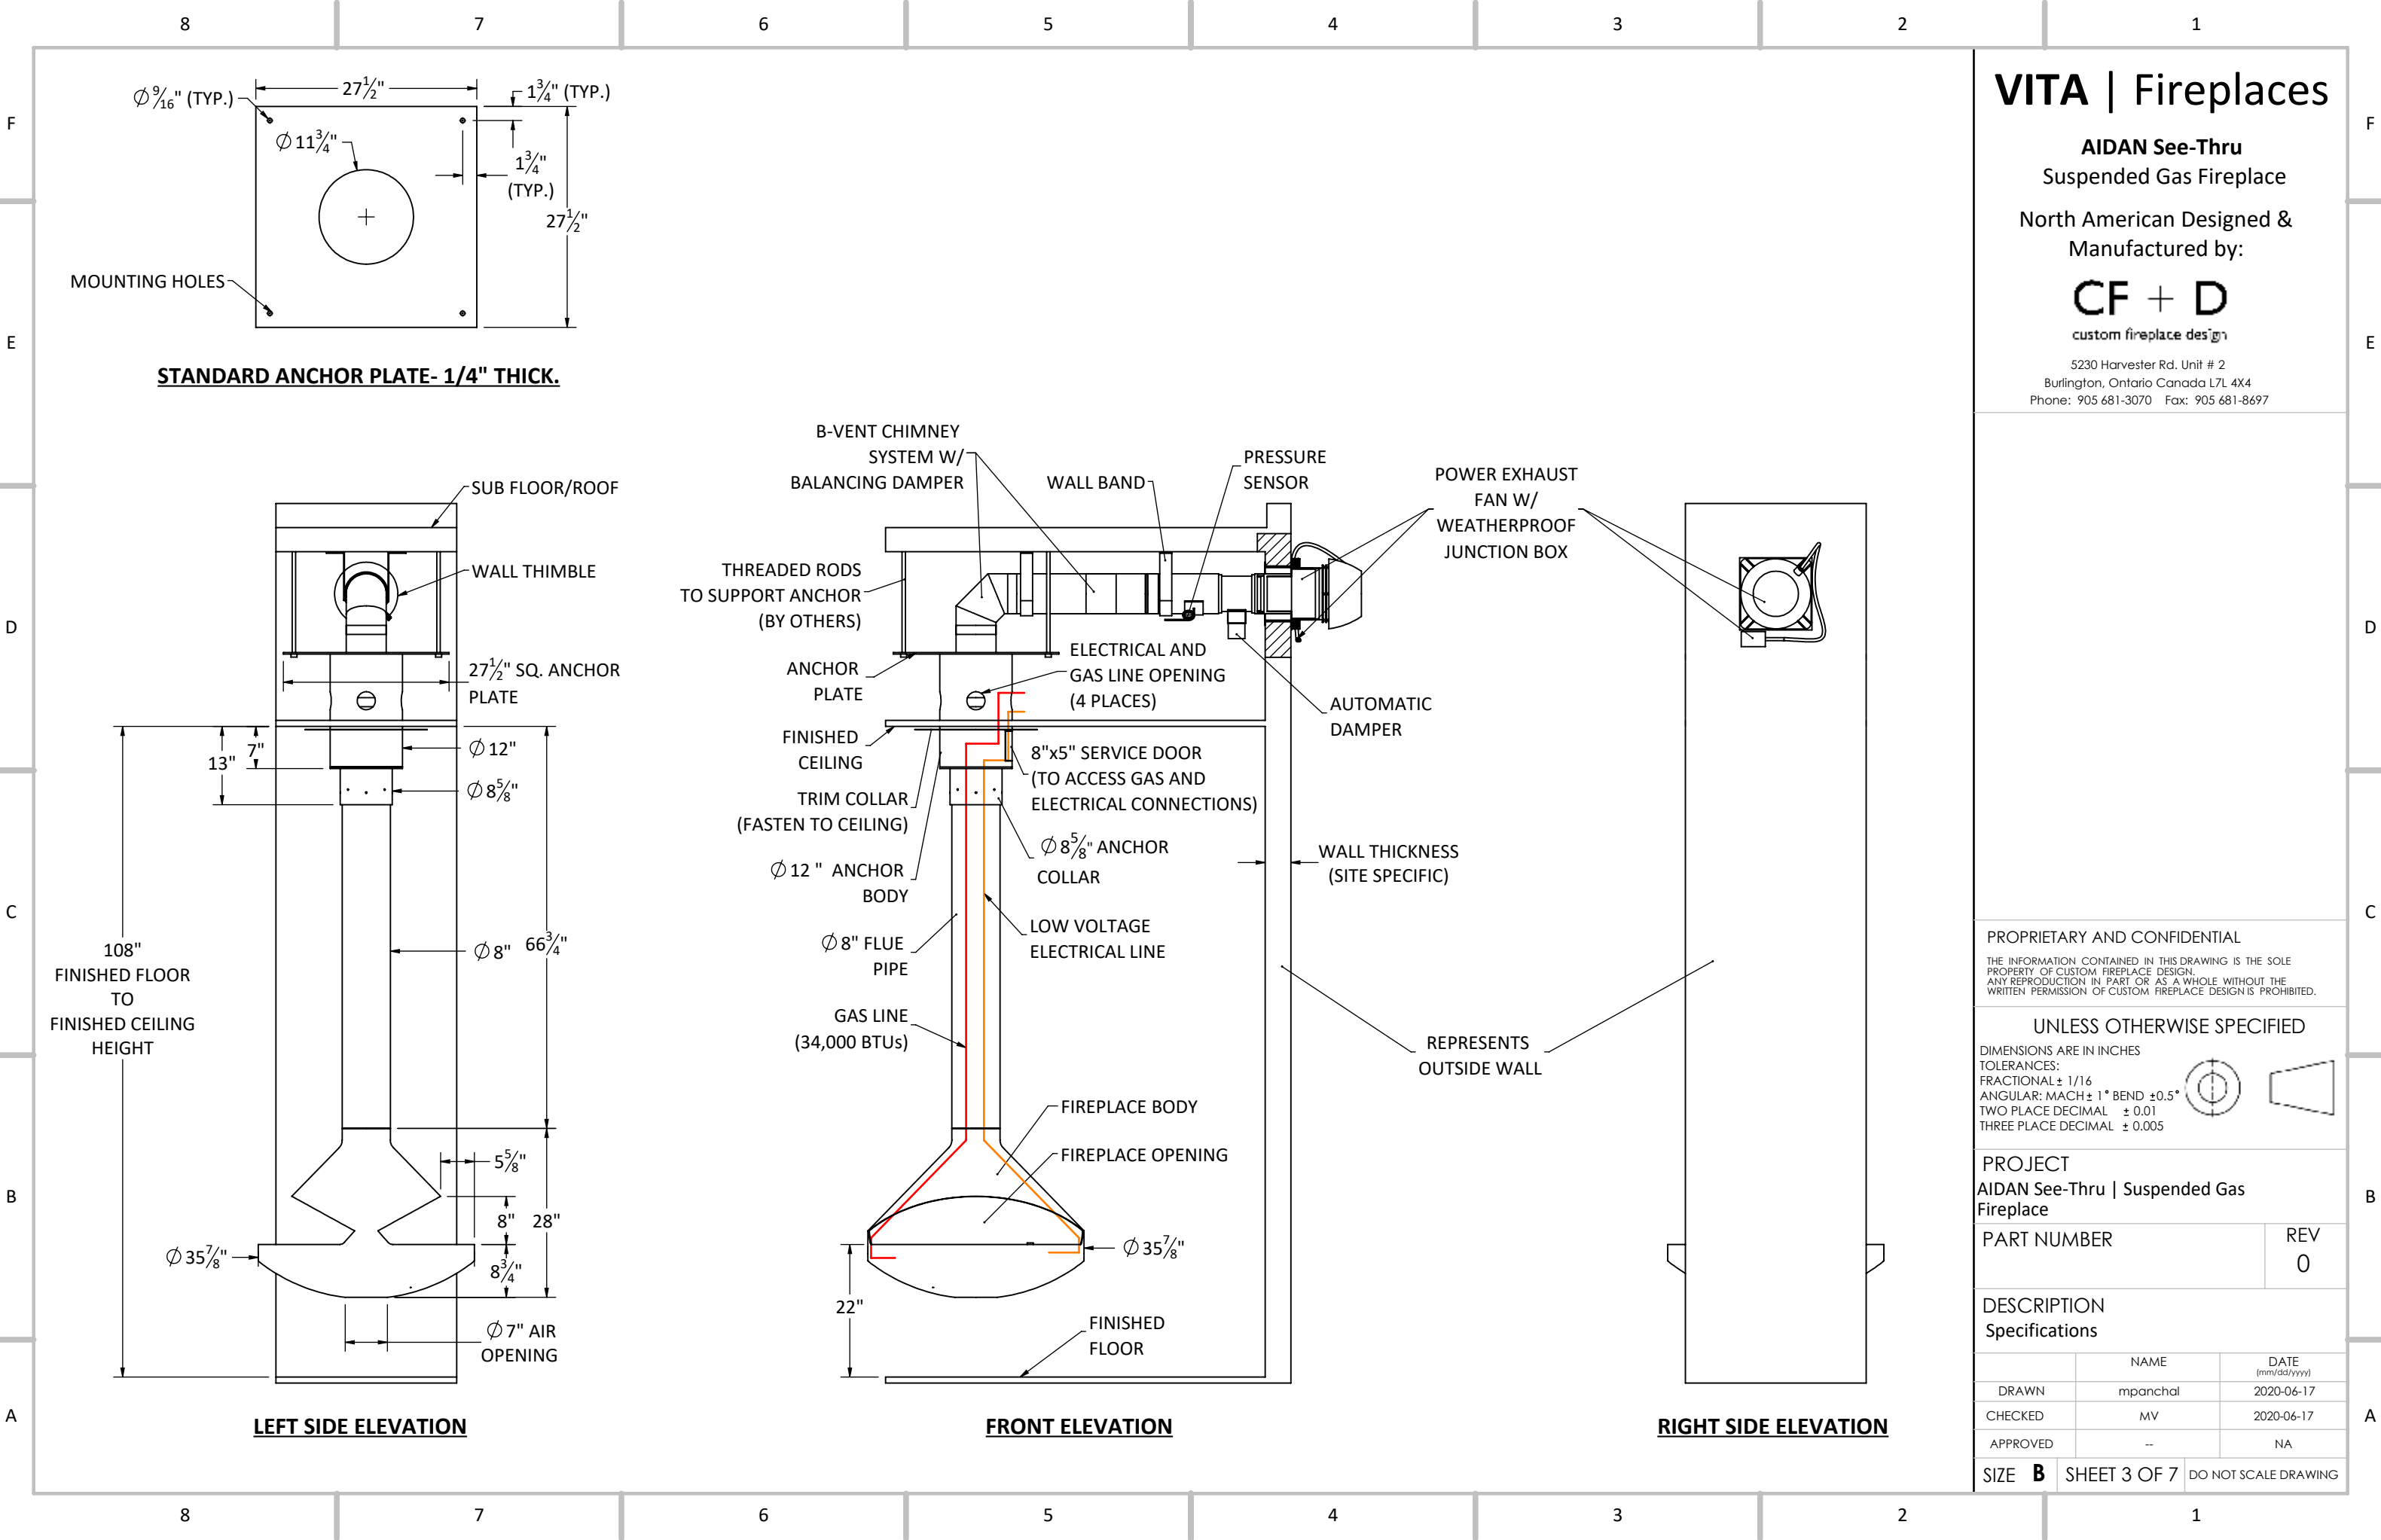 8 7 6 5 4 3 2 1
F
E
D
C
B
A
27 1/2"
Ø 9/16" (TYP.)
1 3/4" (TYP.)
Ø 11 3/4"
1 3/4"
(TYP.)
27 1/2"
MOUNTING HOLES
STANDARD ANCHOR PLATE- 1/4" THICK.
SUB FLOOR/ROOF
WALL THIMBLE
27 1/2" SQ. ANCHOR
PLATE
7"
13"
Ø 12"
Ø 8 5/8"
108"
FINISHED FLOOR
TO
FINISHED CEILING
HEIGHT
Ø 8"
66 3/4"
5 5/8"
8"
28"
Ø 35 7/8"
8 3/4"
Ø 7" AIR
OPENING
LEFT SIDE ELEVATION
B-VENT CHIMNEY
SYSTEM W/
BALANCING DAMPER
WALL BAND
PRESSURE
SENSOR
POWER EXHAUST
FAN W/
WEATHERPROOF
JUNCTION BOX
THREADED RODS
TO SUPPORT ANCHOR
(BY OTHERS)
ANCHOR
PLATE
ELECTRICAL AND
GAS LINE OPENING
(4 PLACES)
AUTOMATIC
DAMPER
FINISHED
CEILING
8"x5" SERVICE DOOR
(TO ACCESS GAS AND
ELECTRICAL CONNECTIONS)
TRIM COLLAR
(FASTEN TO CEILING)
Ø 8 5/8" ANCHOR
COLLAR
Ø 12 " ANCHOR
BODY
WALL THICKNESS
(SITE SPECIFIC)
Ø 8" FLUE
PIPE
LOW VOLTAGE
ELECTRICAL LINE
GAS LINE
(34,000 BTUs)
REPRESENTS
OUTSIDE WALL
FIREPLACE BODY
FIREPLACE OPENING
Ø 35 7/8"
22"
FINISHED
FLOOR
FRONT ELEVATION
RIGHT SIDE ELEVATION
VITA | Fireplaces
AIDAN See-Thru
Suspended Gas Fireplace
North American Designed &
Manufactured by:
CF + D
custom fireplace design
5230 Harvester Rd. Unit # 2
Burlington, Ontario Canada L7L 4X4
Phone: 905 681-3070 Fax: 905 681-8697
PROPRIETARY AND CONFIDENTIAL
THE INFORMATION CONTAINED IN THIS DRAWING IS THE SOLE
PROPERTY OF CUSTOM FIREPLACE DESIGN.
ANY REPRODUCTION IN PART OR AS A WHOLE WITHOUT THE
WRITTEN PERMISSION OF CUSTOM FIREPLACE DESIGN IS PROHIBITED.
UNLESS OTHERWISE SPECIFIED
DIMENSIONS ARE IN INCHES
TOLERANCES:
FRACTIONAL ± 1/16
ANGULAR: MACH ± 1° BEND ±0.5°
TWO PLACE DECIMAL ± 0.01
THREE PLACE DECIMAL ± 0.005
PROJECT
AIDAN See-Thru | Suspended Gas
Fireplace
PART NUMBER
REV
0
DESCRIPTION
Specifications
NAME DATE
(mm/dd/yyyy)
DRAWN mpanchal 2020-06-17
CHECKED MV 2020-06-17
APPROVED -- NA
SIZE B SHEET 3 OF 7 DO NOT SCALE DRAWING
F
E
D
C
B
A
8 7 6 5 4 3 2 1